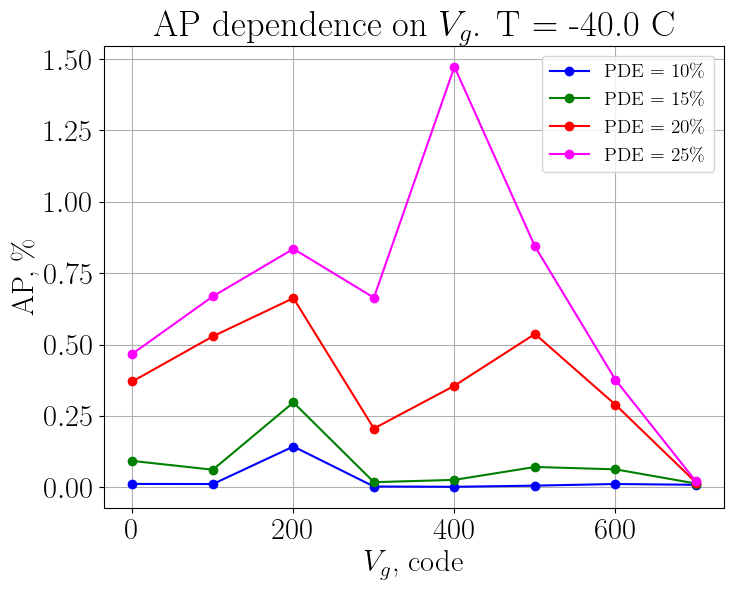 AP dependence on V_g. T = -40.0 C
PDE = 10%
PDE = 15%
PDE = 20%
PDE = 25%
AP, %
1.50
1.25
1.00
0.75
0.50
0.25
0.00
0 200 400 600
V_g, code